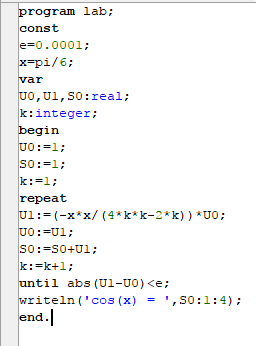 program lab;
const
e=0.0001;
x=pi/6;
var
U0,U1,S0:real;
k:integer;
begin
U0:=1;
S0:=1;
k:=1;
repeat
U1:=(-x*x/(4*k*k-2*k))*U0;
U0:=U1;
S0:=S0+U1;
k:=k+1;
until abs(U1-U0)<e;
writeln('cos(x) = ',S0:1:4);
end.